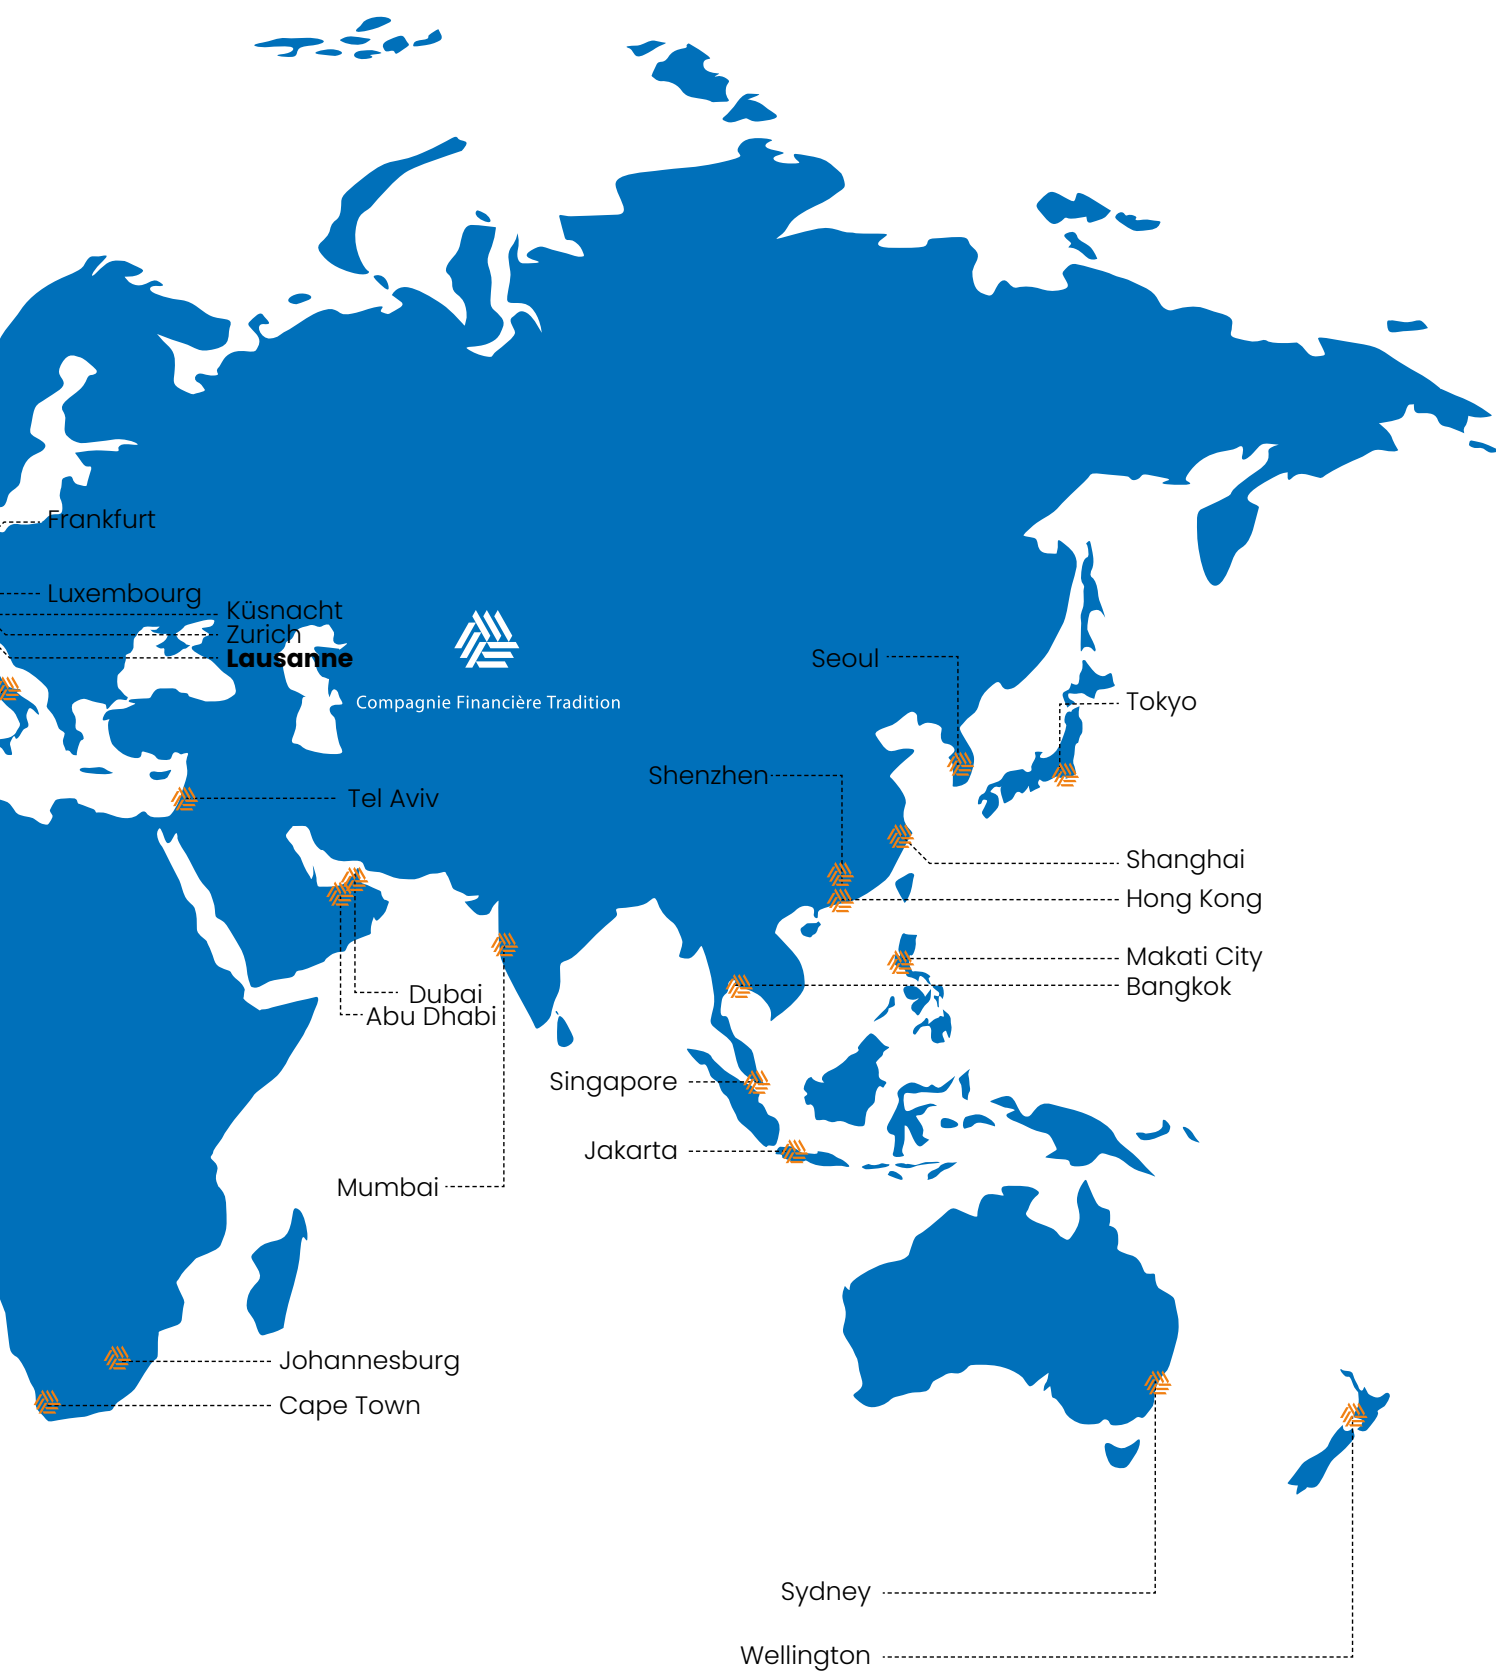 Frankfurt
Luxembourg
Küsnacht
Zurich
Lausanne
Compagnie Financière Tradition
Seoul
Tokyo
Shenzhen
Tel Aviv
Shanghai
Hong Kong
Makati City
Bangkok
Dubai
Abu Dhabi
Singapore
Jakarta
Mumbai
Johannesburg
Cape Town
Sydney
Wellington